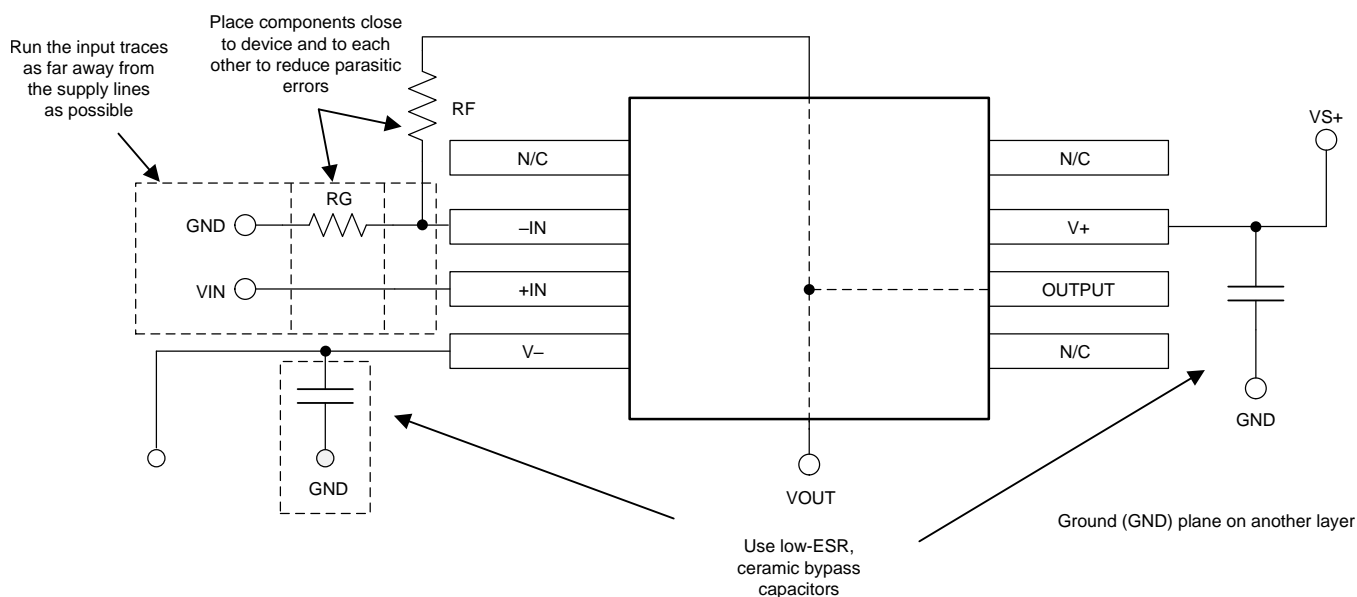 Place components close
to device and to each
other to reduce parasitic
errors
Run the input traces
as far away from
the supply lines
as possible
RF
VS+
N/C
N/C
RG
GND
–IN
V+
VIN
+IN
OUTPUT
V–
N/C
GND
GND
VOUT
Ground (GND) plane on another layer
Use low-ESR,
ceramic bypass
capacitors